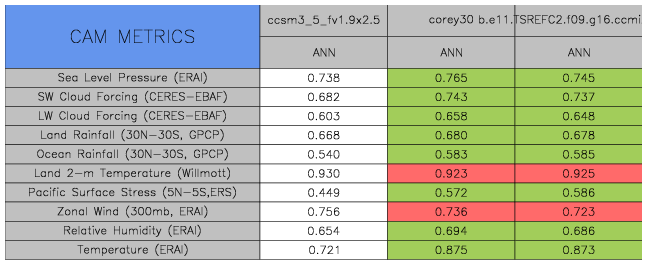 CAM METRICS ccsm3_5_fv1.9x2.5 corey30 b.e11.TSREFC2.f09.g16.ccmi
ANN ANN ANN
Sea Level Pressure (ERAI) 0.738 0.765 0.745
SW Cloud Forcing (CERES-EBAF) 0.682 0.743 0.737
LW Cloud Forcing (CERES-EBAF) 0.603 0.658 0.648
Land Rainfall (30N-30S, GPCP) 0.668 0.680 0.678
Ocean Rainfall (30N-30S, GPCP) 0.540 0.583 0.585
Land 2-m Temperature (Willmott) 0.930 0.923 0.925
Pacific Surface Stress (5N-5S,ERS) 0.449 0.572 0.586
Zonal Wind (300mb, ERAI) 0.756 0.736 0.723
Relative Humidity (ERAI) 0.654 0.694 0.686
Temperature (ERAI) 0.721 0.875 0.873